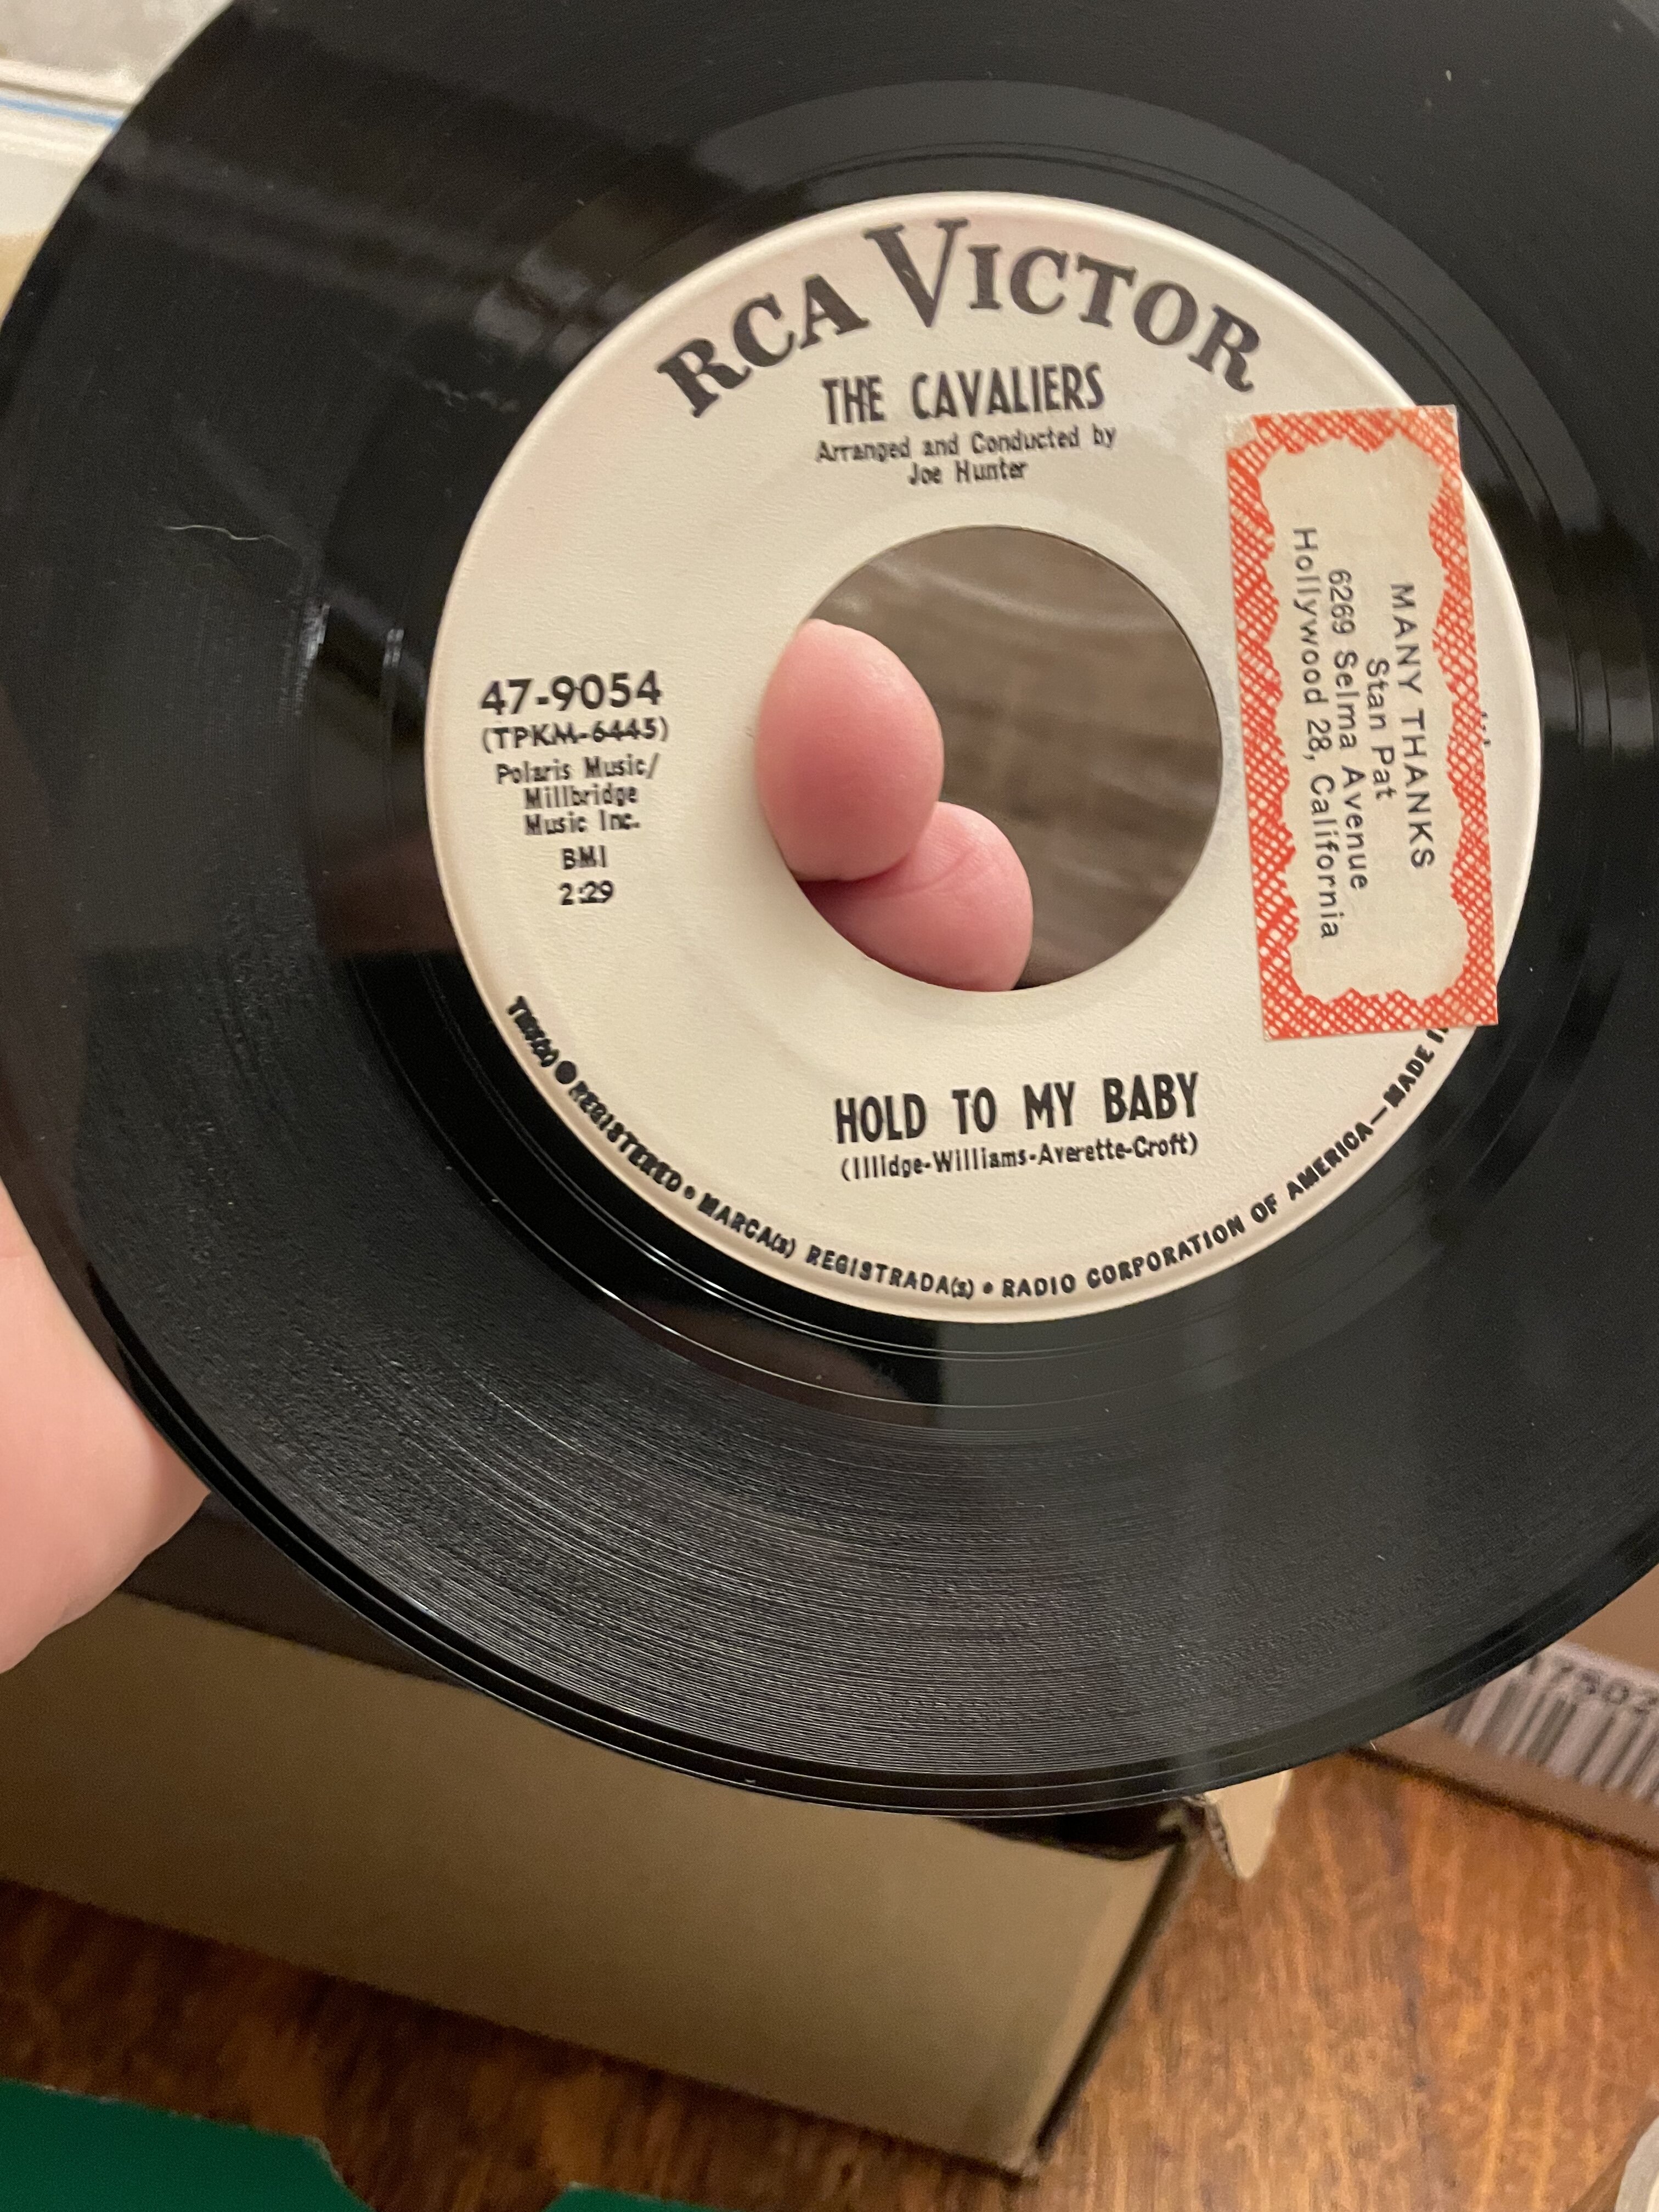 RCA VICTOR
THE CAVALIERS
Arranged and Conducted by
Joe Hunter
47-9054
(TPKM-6445)
Polaris Music/
Millbridge
Music Inc.
BMI
2:29
MANY THANKS
Stan Pat
6269 Selma Avenue
Hollywood 28, California
HOLD TO MY BABY
(Illidge-Williams-Averette-Croft)
TMK(s) ● REGISTERED • MARCA(s) REGISTRADA(s) • RADIO CORPORATION OF AMERICA—MADE